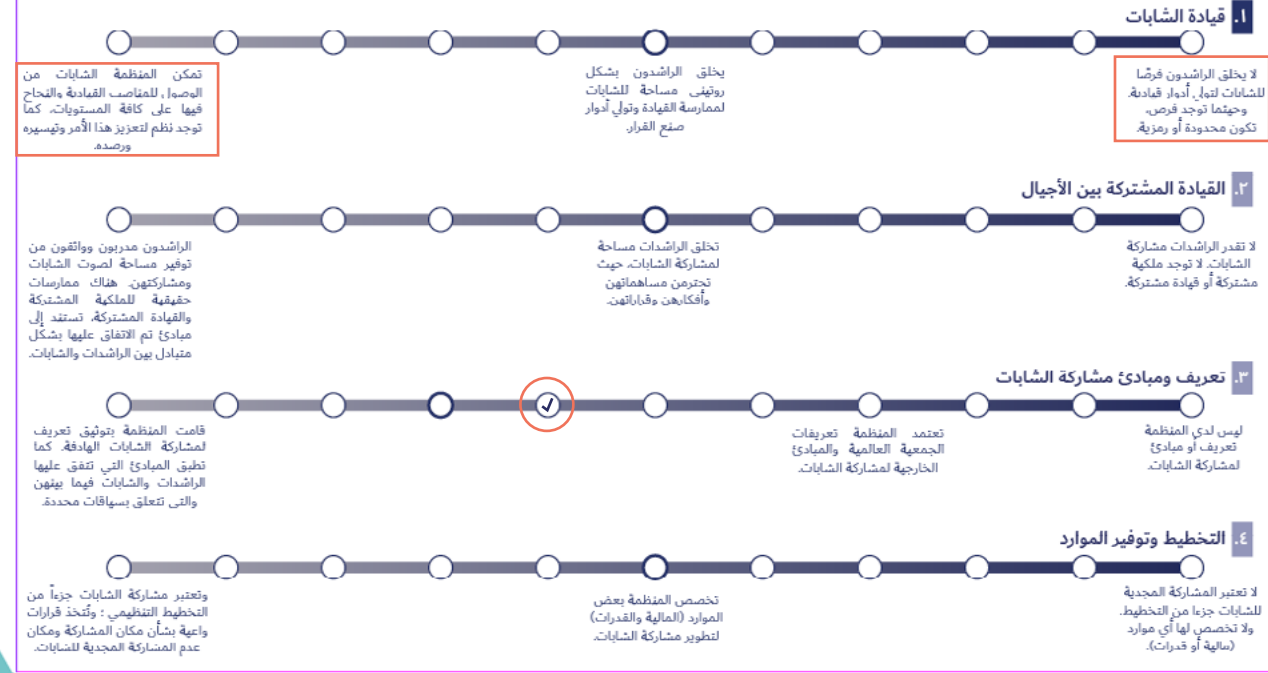 ١. قيادة الشابات
لا يخلق الراشدون فرصًا
للشابات لتولي أدوار قيادية.
وحيثما توجد فرص،
تكون محدودة أو رمزية.
يخلق الراشدون بشكل
روتيني مساحة للشابات
لممارسة القيادة وتولي أدوار
صنع القرار.
تمكن المنظمة الشابات من
الوصول للمناصب القيادية والنجاح
فيها على كافة المستويات، كما
توجد نظم لتعزيز هذا الأمر وتيسيره
ورصده.
٢. القيادة المشتركة بين الأجيال
لا تقدر الراشدات مشاركة
الشابات. لا توجد ملكية
مشتركة أو قيادة مشتركة.
تخلق الراشدات مساحة
لمشاركة الشابات، حيث
تحترمن مساهماتهن
وأفكارهن وقراراتهن.
الراشدون مدربون وواثقون من
توفير مساحة لصوت الشابات
ومشاركتهن. هناك ممارسات
حقيقية للملكية المشتركة
والقيادة المشتركة، تستند إلى
مبادئ تم الاتفاق عليها بشكل
متبادل بين الراشدات والشابات.
٣. تعريف ومبادئ مشاركة الشابات
ليس لدى المنظمة
تعريف أو مبادئ
لمشاركة الشابات.
تعتمد المنظمة تعريفات
الجمعية العالمية والمبادئ
الخارجية لمشاركة الشابات.
قامت المنظمة بتوثيق تعريف
لمشاركة الشابات الهادفة. كما
تطبق المبادئ التي تتفق عليها
الراشدات والشابات فيما بينهن
والتي تتعلق بسياقات محددة.
٤. التخطيط وتوفير الموارد
لا تعتبر المشاركة المجدية
للشابات جزءا من التخطيط.
ولا تخصص لها أي موارد
(مالية أو قدرات).
تخصص المنظمة بعض
الموارد (المالية والقدرات)
لتطوير مشاركة الشابات.
وتعتبر مشاركة الشابات جزءاً من
التخطيط التنظيمي ؛ وتُتخذ قرارات
واعية بشأن مكان المشاركة ومكان
عدم المشاركة المجدية للشابات.